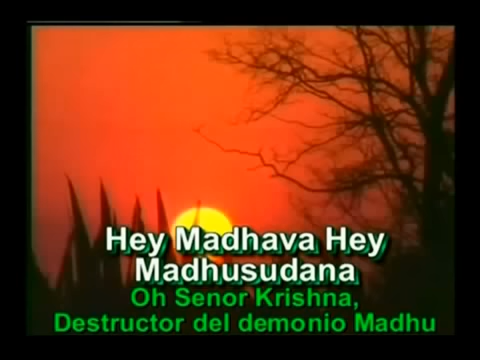 Hey Madhava Hey
Madhusudana
Oh Senor Krishna,
Destructor del demonio Madhu